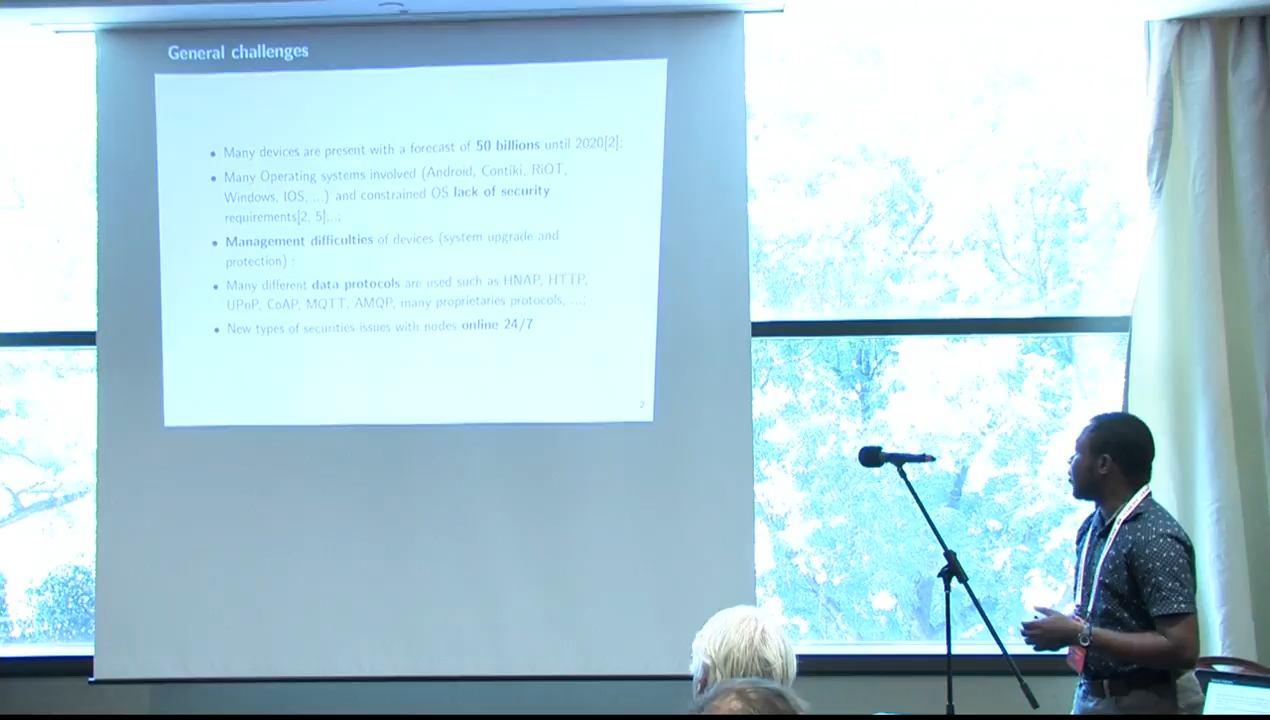 General challenges
• Many devices are present with a forecast of 50 billions until 2020[2];
• Many Operating systems involved (Android, Contiki, RiOT,
Windows, IOS, ...) and constrained OS lack of security
requirements[2, 5]...;
• Management difficulties of devices (system upgrade and
protection) ;
• Many different data protocols are used such as HNAP, HTTP,
UPnP, CoAP, MQTT, AMQP, many proprietaries protocols, ...;
• New types of securities issues with nodes online 24/7
2